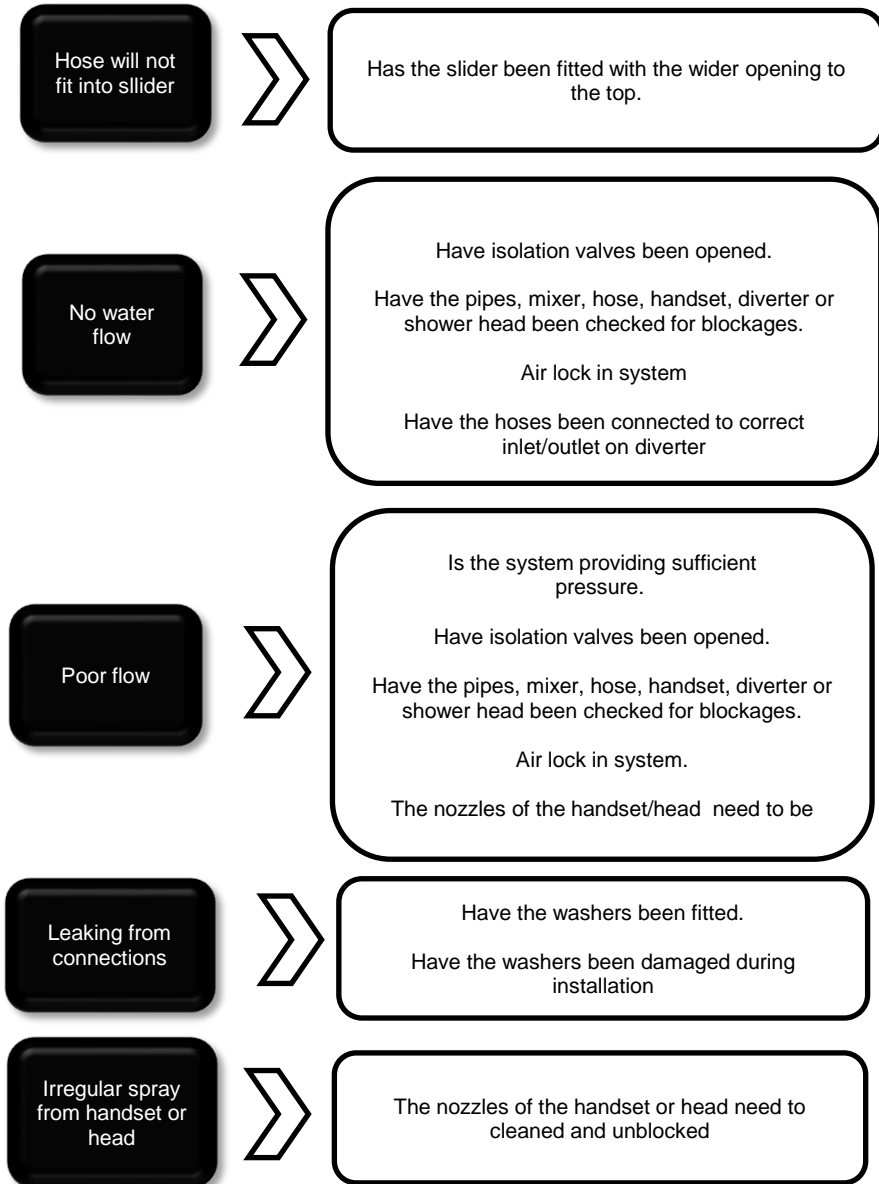 Hose will not
fit into sllider
Has the slider been fitted with the wider opening to
the top.
No water
flow
Have isolation valves been opened.
Have the pipes, mixer, hose, handset, diverter or
shower head been checked for blockages.
Air lock in system
Have the hoses been connected to correct
inlet/outlet on diverter
Poor flow
Is the system providing sufficient
pressure.
Have isolation valves been opened.
Have the pipes, mixer, hose, handset, diverter or
shower head been checked for blockages.
Air lock in system.
The nozzles of the handset/head need to be
Leaking from
connections
Have the washers been fitted.
Have the washers been damaged during
installation
Irregular spray
from handset or
head
The nozzles of the handset or head need to
cleaned and unblocked